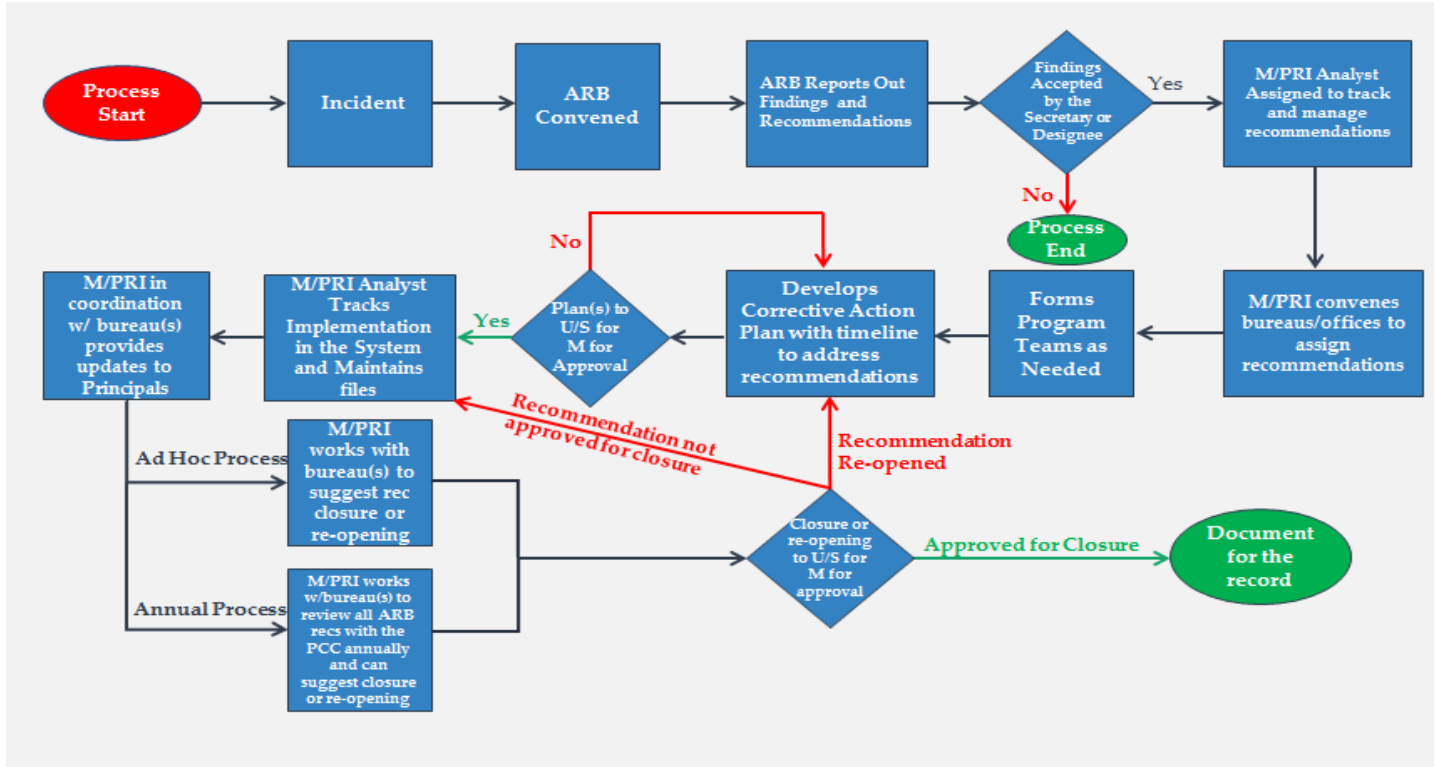 Process
Start
Incident
ARB
Convened
ARB Reports Out
Findings and
Recommendations
Findings
Accepted
by the
Secretary or
Designee
Yes
M/PRI Analyst
Assigned to track
and manage
recommendations
No
Process
End
M/PRI convenes
bureaus/offices to
assign
recommendations
Forms
Program
Teams as
Needed
Develops
Corrective Action
Plan with timeline
to address
recommendations
No
Plan(s) to
U/S for
M for
Approval
Yes
M/PRI Analyst
Tracks
Implementation
in the System
and Maintains
files
M/PRI in
coordination
w/ bureau(s)
provides
updates to
Principals
Ad Hoc Process
M/PRI
works with
bureau(s) to
suggest rec
closure or
re-opening
Annual Process
M/PRI works
w/bureau(s) to
review all ARB
recs with the
PCC annually
and can
suggest closure
or re-opening
Recommendation not
approved for closure
Recommendation
Re-opened
Closure or
re-opening
to U/S for
M for
approval
Approved for Closure
Document
for the
record